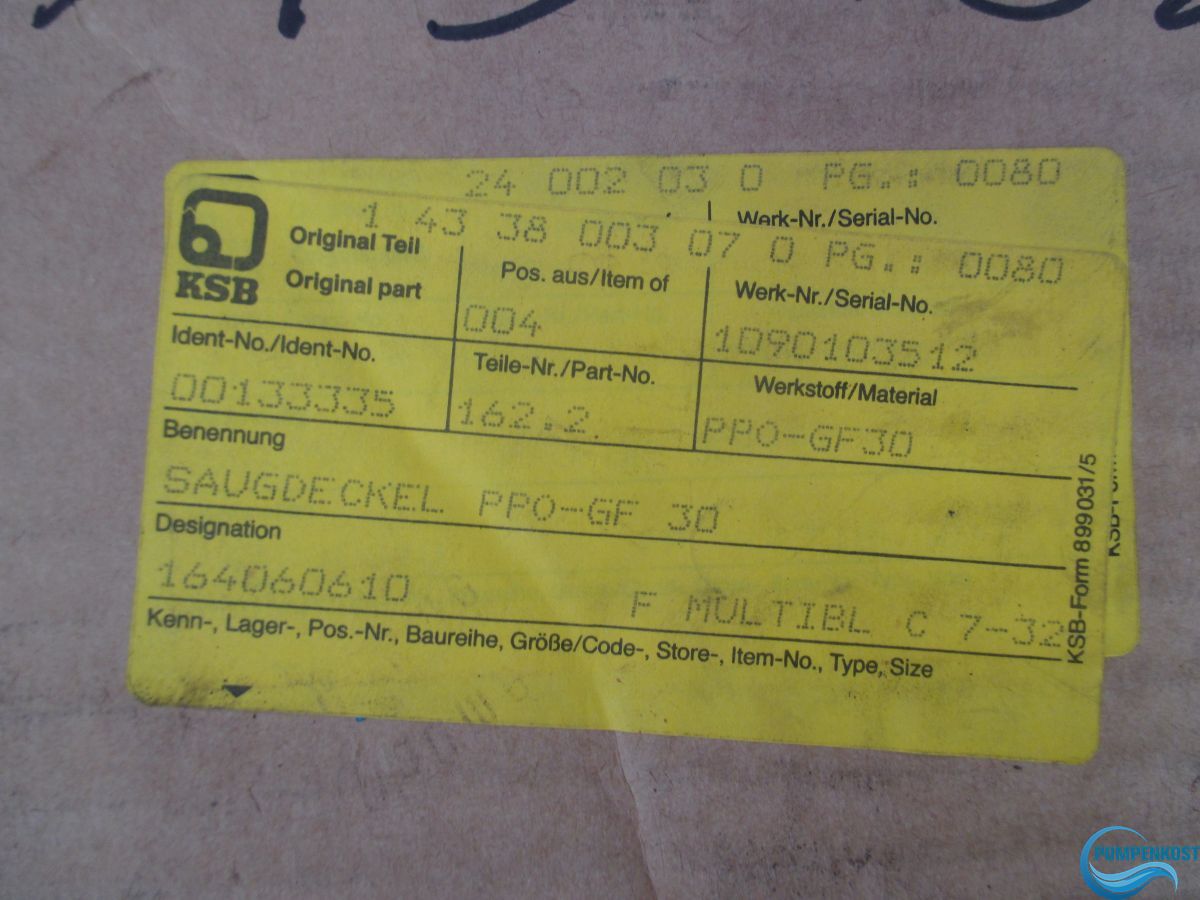 24 002 03 0 PG.: 0080
Werk-Nr./Serial-No.
1 43 38 003 07 0 PG.: 0080
KSB
Original Teil
Original part
Pos. aus/Item of
004
Werk-Nr./Serial-No.
1090103512
Ident-No./Ident-No.
00133335
Teile-Nr./Part-No.
162.2.
Werkstoff/Material
PPO-GF30
Benennung
SAUGDECKEL PPO-GF 30
Designation
164060610 F MULTIBL C 7-32
Kenn-, Lager-, Pos.-Nr., Baureihe, Größe/Code-, Store-, Item-No., Type, Size
KSB-Form 899031/5
PUMPENKOST